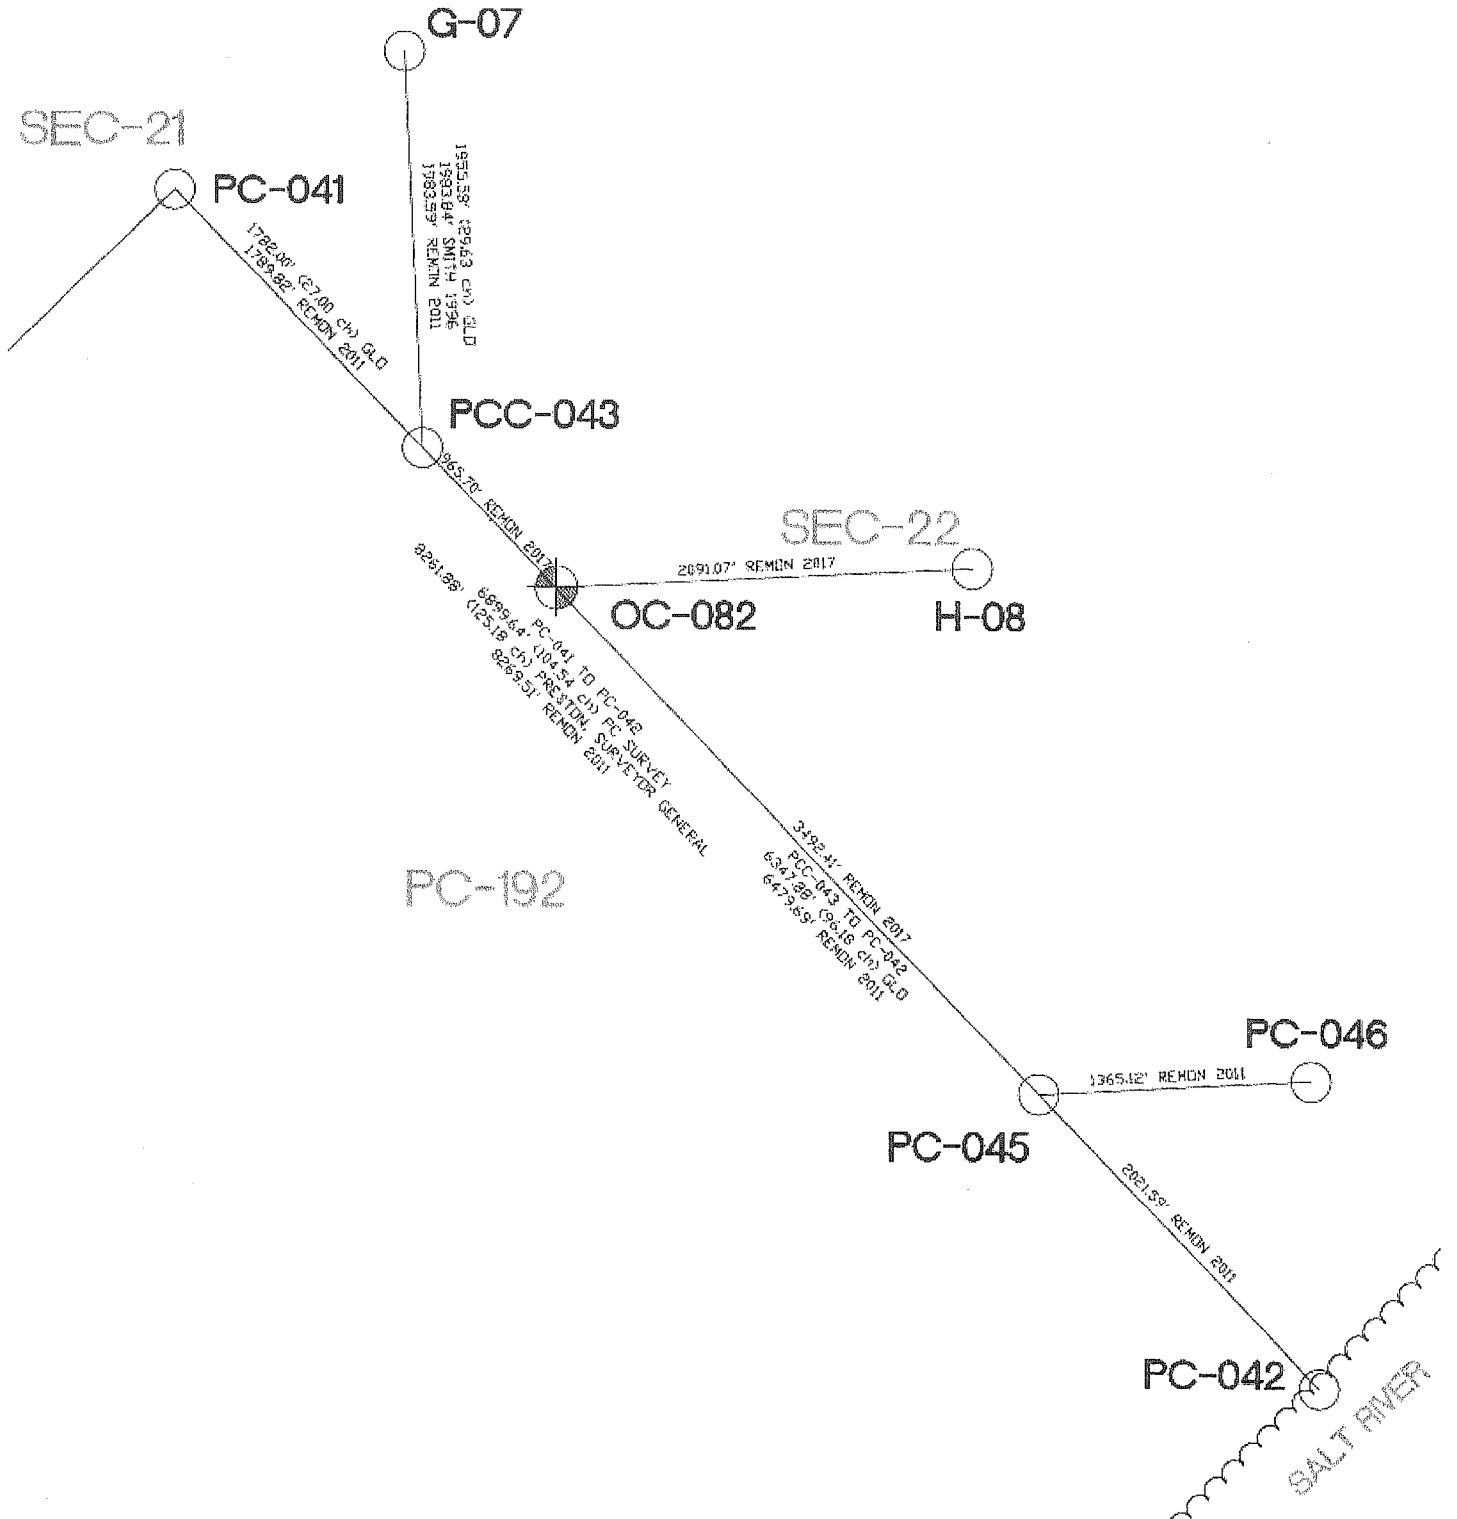 G-07
SEC-21
PC-041
1955.58' (29.63 ch) GLO
1983.84' SMITH 1996
1983.59' REMON 2011
1782.00' (27.00 ch) GLO
1789.82' REMON 2011
PCC-043
965.70' REMON 2017
SEC-22
2091.07' REMON 2017
OC-082
H-08
PC-041 TO PC-042
6899.64' (104.54 ch) PC SURVEY
8261.88' (125.18 ch) PRESTON, SURVEYOR GENERAL
8269.51' REMON 2011
3492.41' REMON 2017
PCC-043 TO PC-042
6347.88' (96.18 ch) GLO
6479.69' REMON 2011
PC-192
PC-046
1365.12' REMON 2011
PC-045
2021.59' REMON 2011
PC-042
SALT RIVER